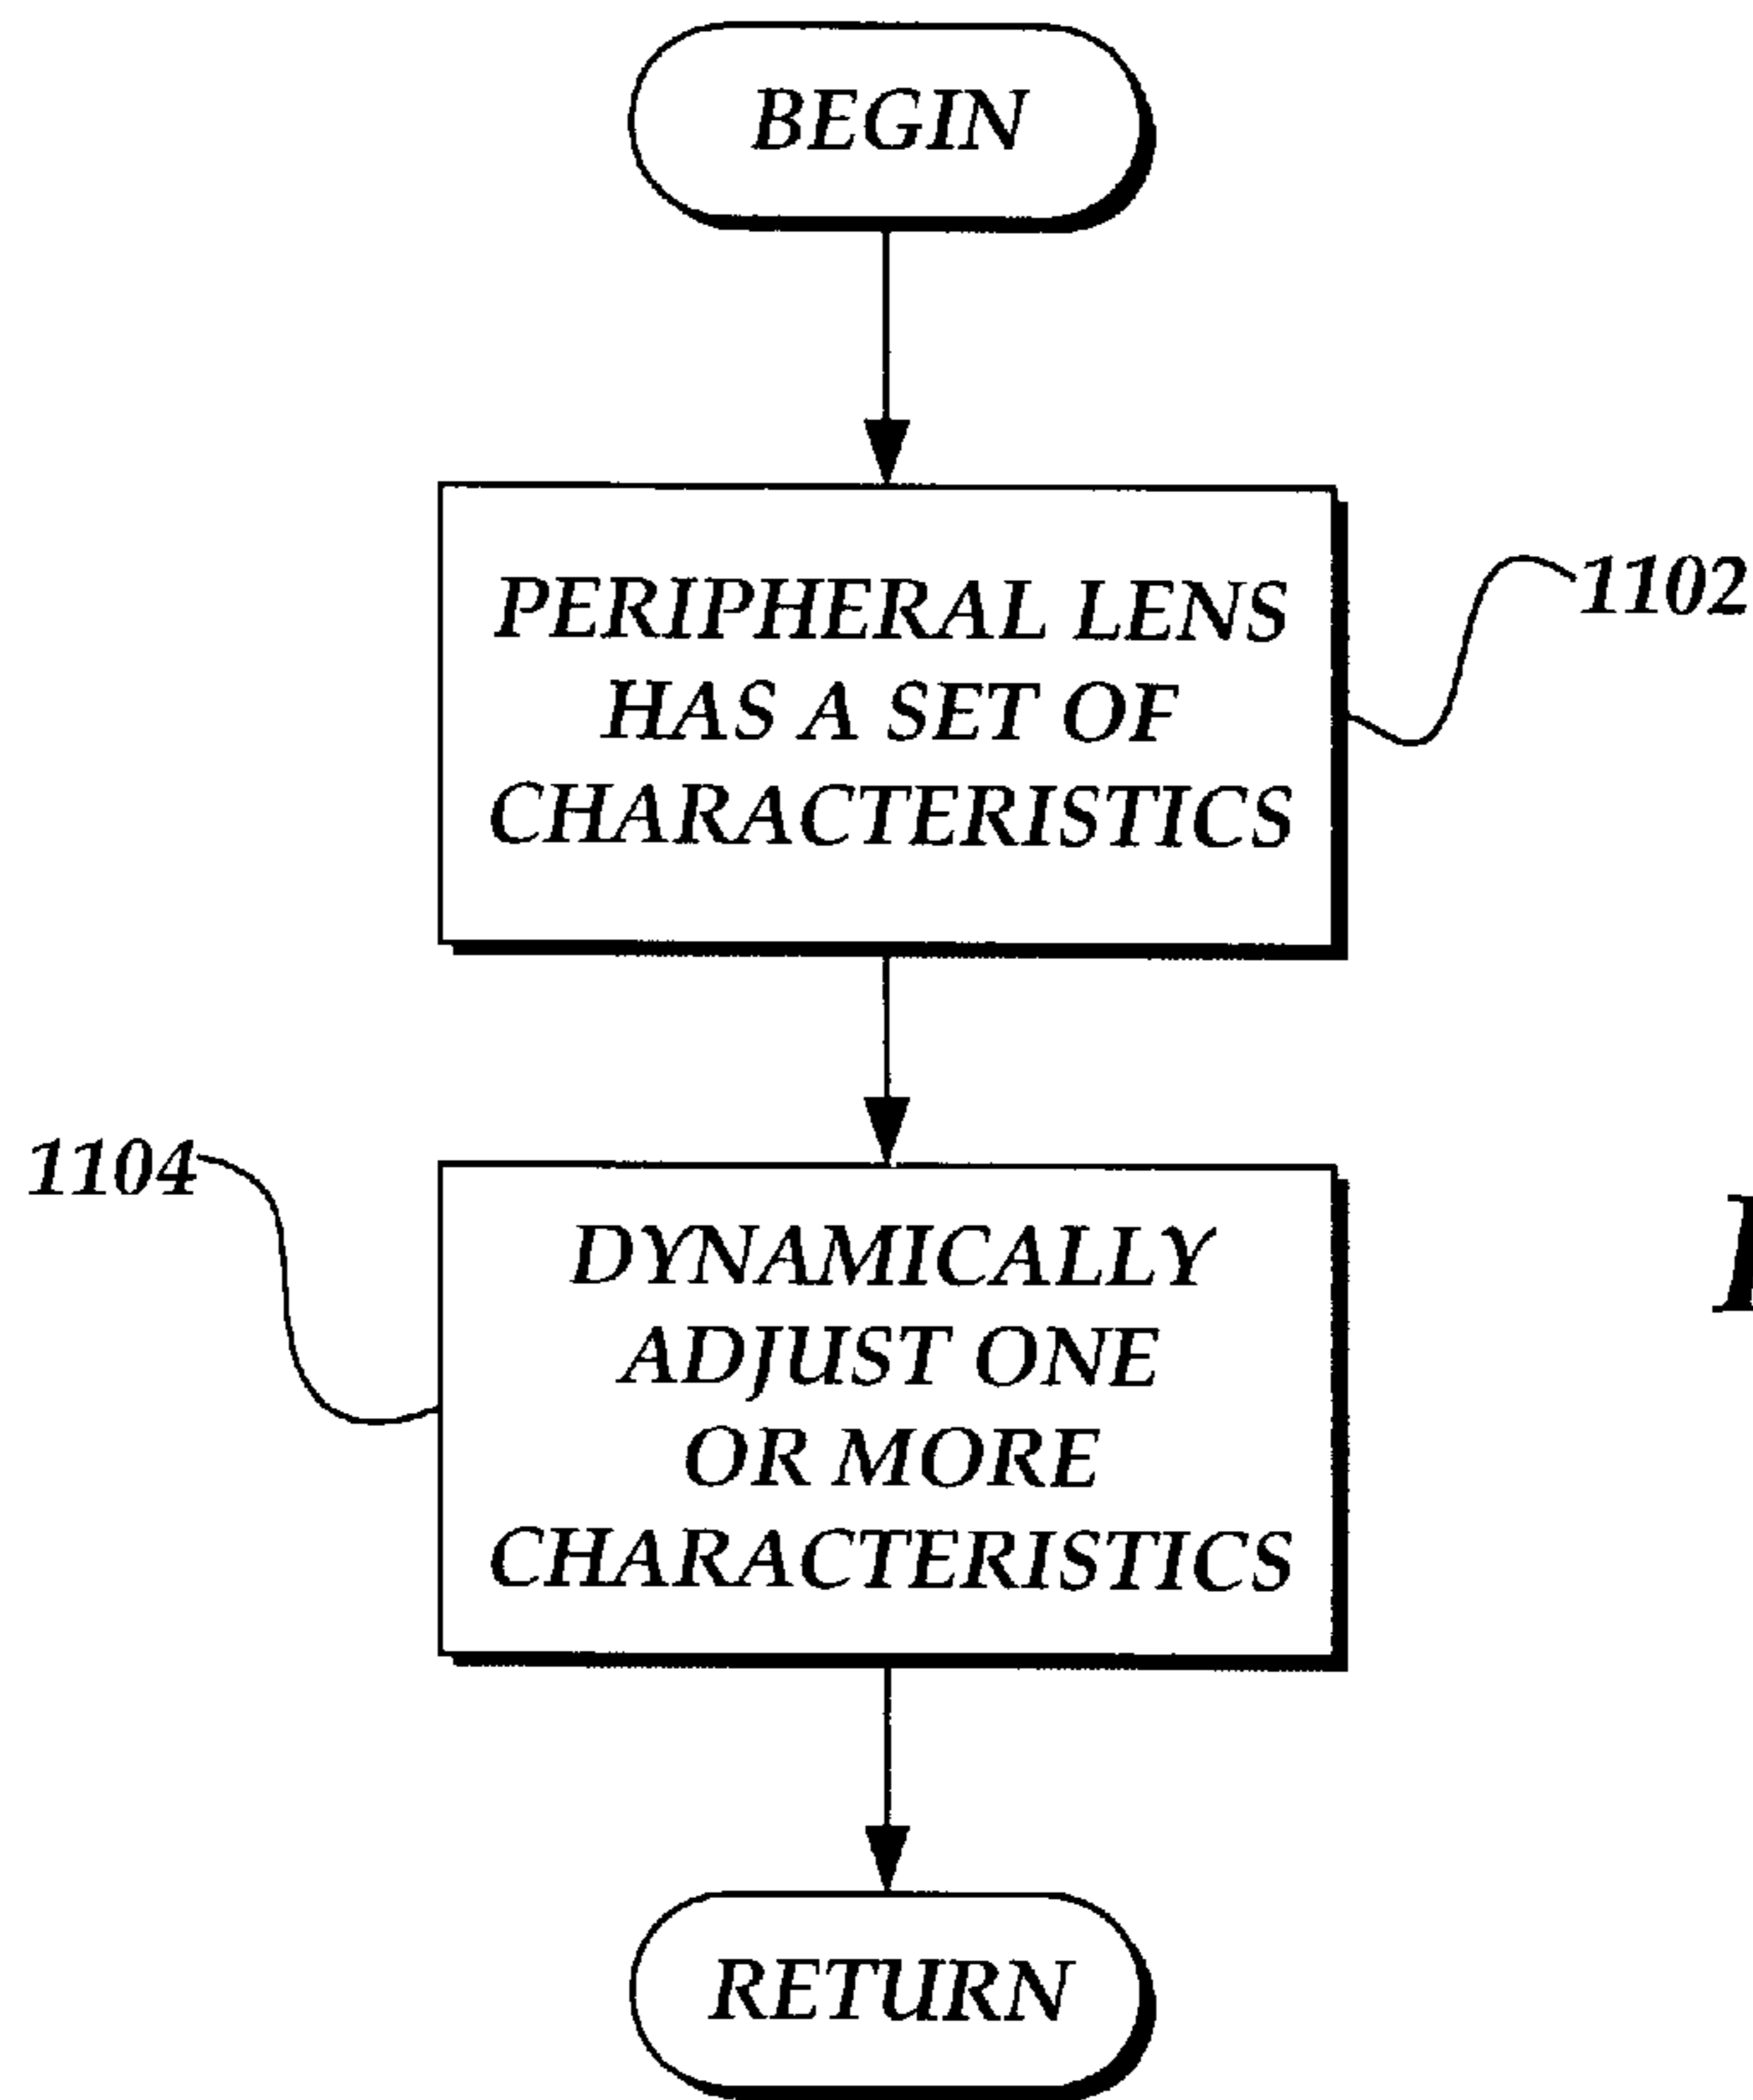 BEGIN
PERIPHERAL LENS
HAS A SET OF
CHARACTERISTICS
1102
1104
DYNAMICALLY
ADJUST ONE
OR MORE
CHARACTERISTICS
RETURN